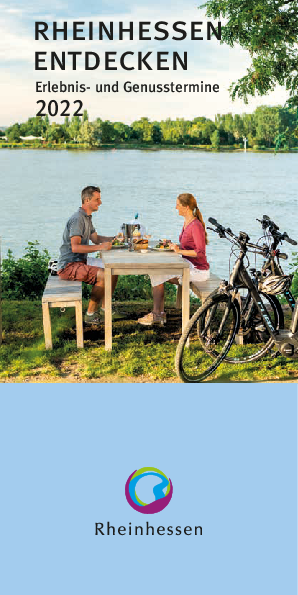 RHEINHESSEN
ENTDECKEN
Erlebnis- und Genusstermine
2022
Rheinhessen